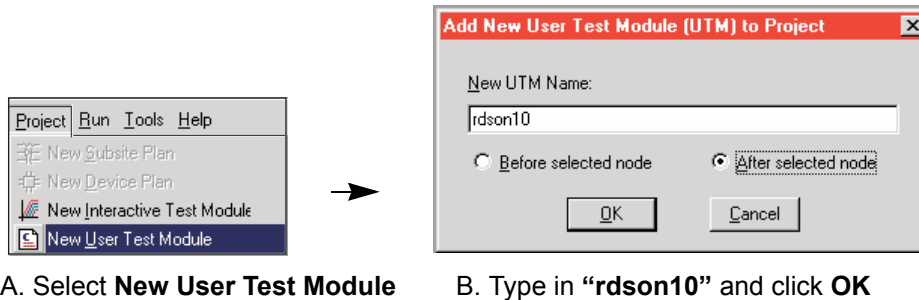 Project Run Tools Help
New Subsite Plan
New Device Plan
New Interactive Test Module
New User Test Module
Add New User Test Module (UTM) to Project
New UTM Name:
rdson10
Before selected node After selected node
OK Cancel
A. Select New User Test Module
B. Type in “rdson10” and click OK